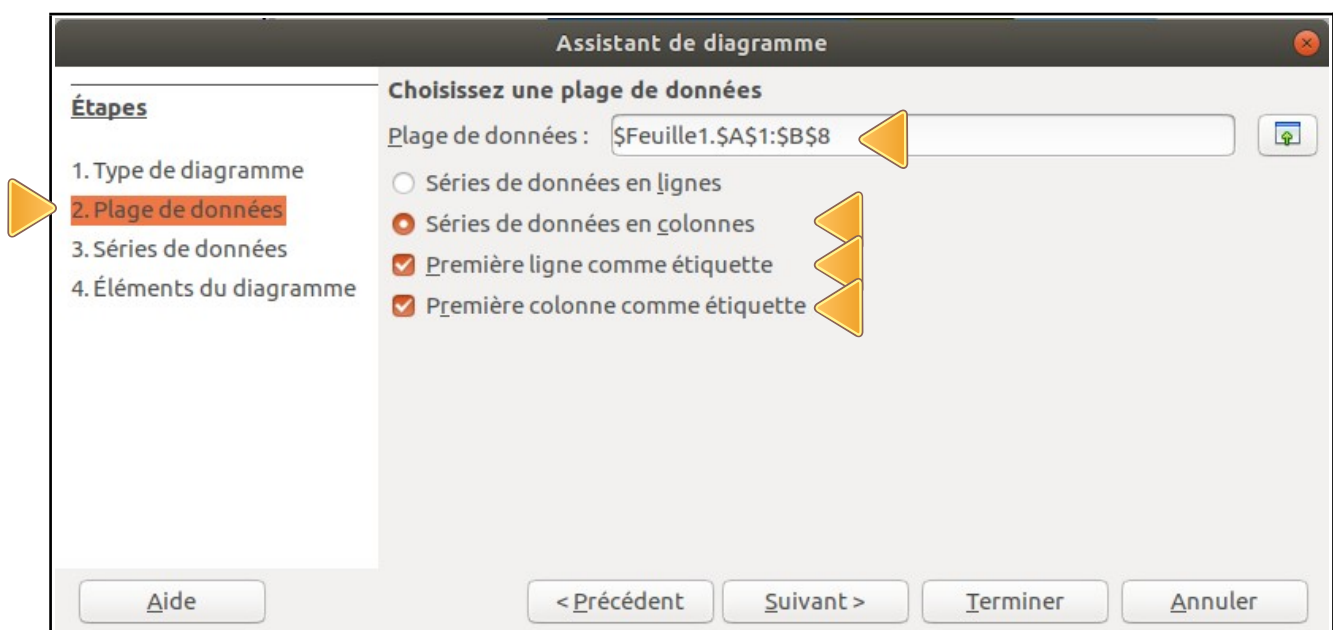 Assistant de diagramme
Étapes
1. Type de diagramme
2. Plage de données
3. Séries de données
4. Éléments du diagramme
Choisissez une plage de données
Plage de données : $Feuille1.$A$1:$B$8
Séries de données en lignes
Séries de données en colonnes
Première ligne comme étiquette
Première colonne comme étiquette
Aide
< Précédent
Suivant >
Terminer
Annuler